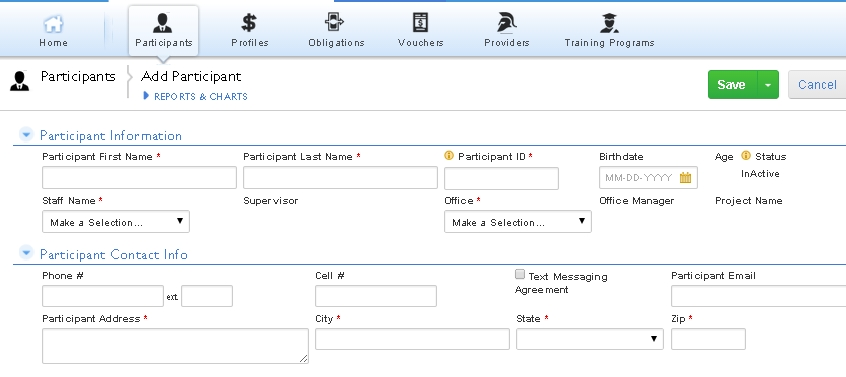 Home Participants Profiles Obligations Vouchers Providers Training Programs
Participants Add Participant Save Cancel
REPORTS & CHARTS
Participant Information
Participant First Name * Participant Last Name * Participant ID * Birthdate Age Status
MM-DD-YYYY InActive
Staff Name * Supervisor Office * Office Manager Project Name
Make a Selection... Make a Selection...
Participant Contact Info
Phone # Cell # Text Messaging Agreement Participant Email
ext.
Participant Address * City * State * Zip *